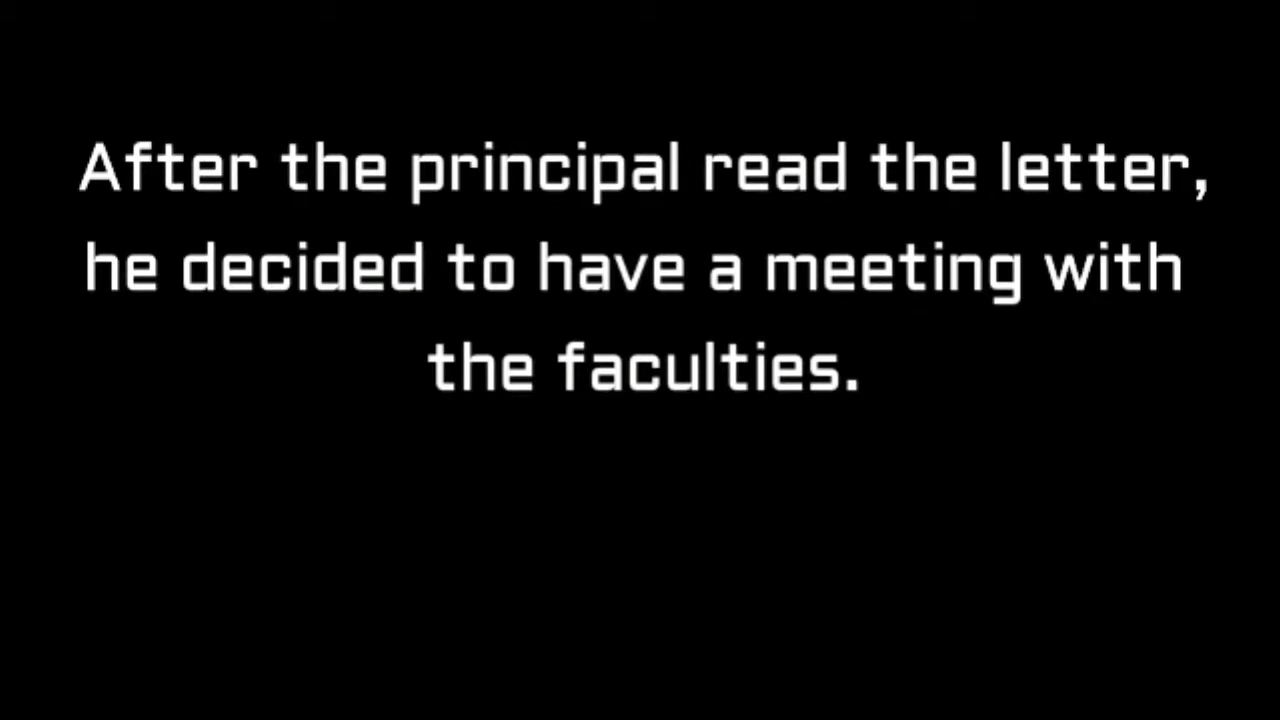 After the principal read the letter,
he decided to have a meeting with
the faculties.